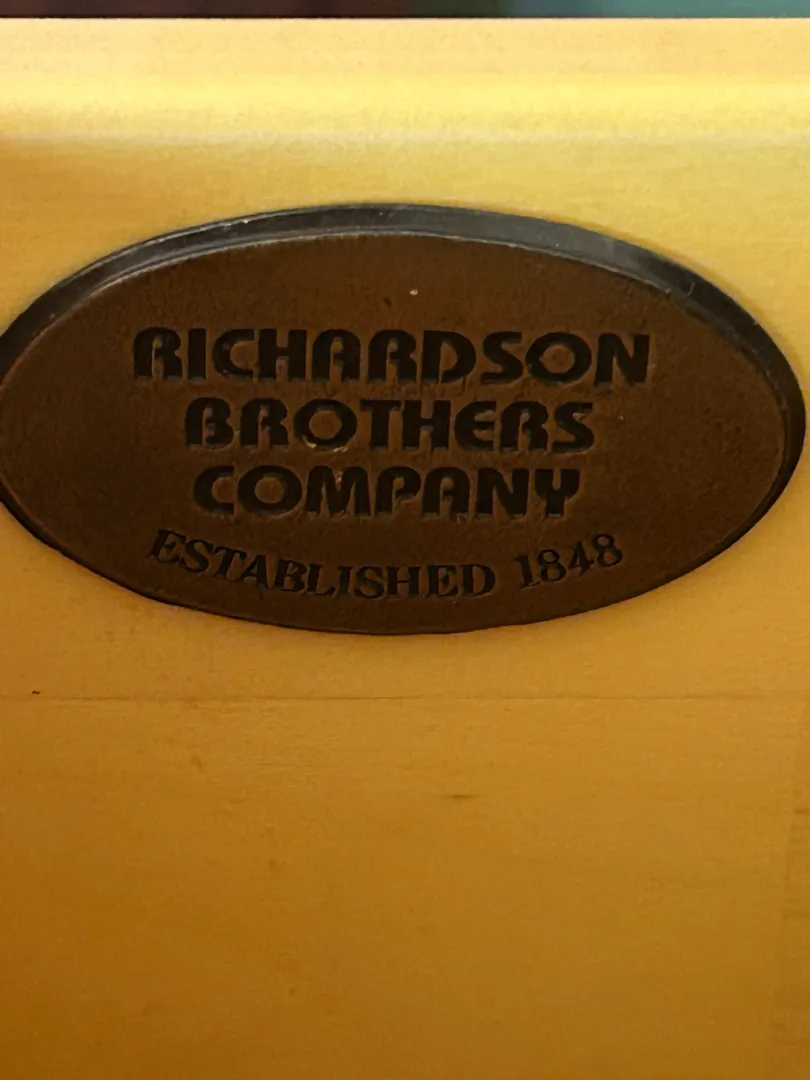 RICHARDSON
BROTHERS
COMPANY
ESTABLISHED 1848